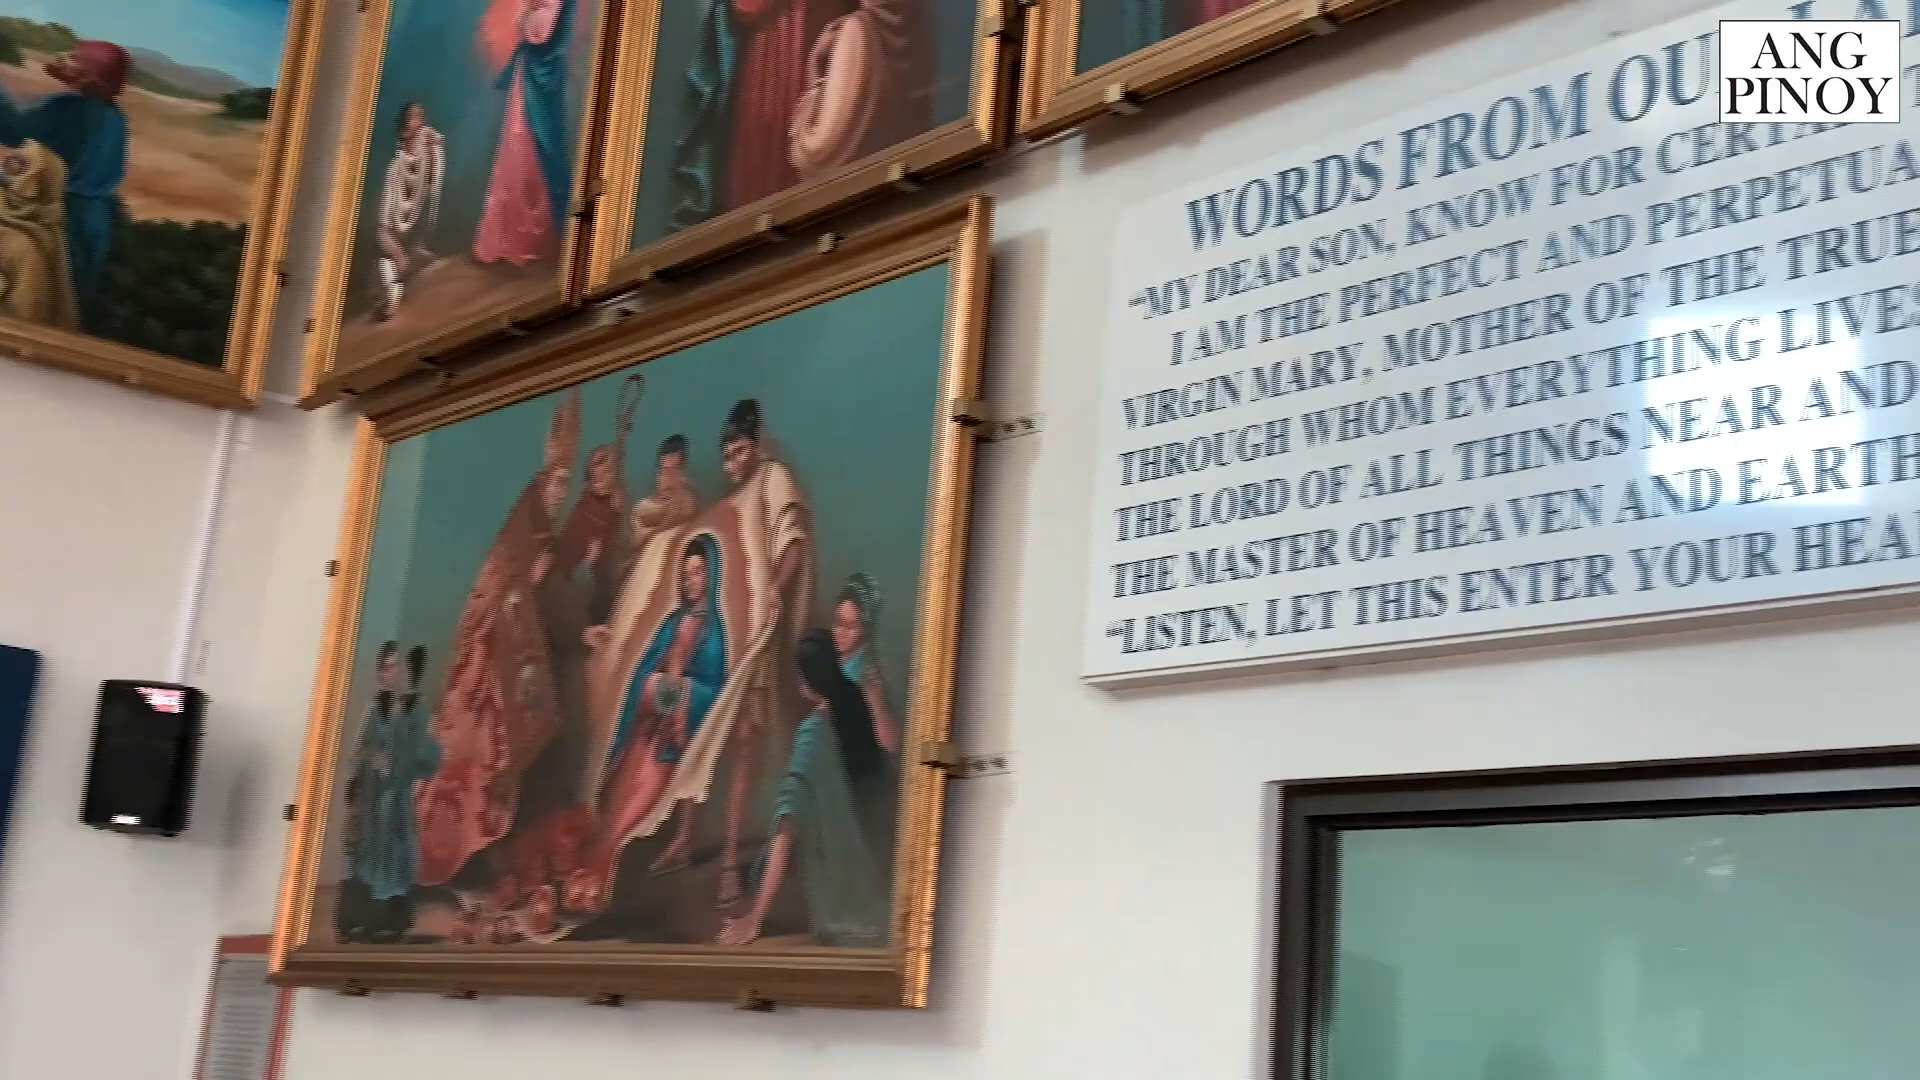 ANG
PINOY
WORDS FROM OU
"MY DEAR SON, KNOW FOR
I AM THE PERFECT AND PERPETUA
VIRGIN MARY, MOTHER OF THE TRUE
THROUGH WHOM EVERYTHING LIVES
THE LORD OF ALL THINGS NEAR AND
THE MASTER OF HEAVEN AND EARTH
"LISTEN, LET THIS ENTER YOUR HEA